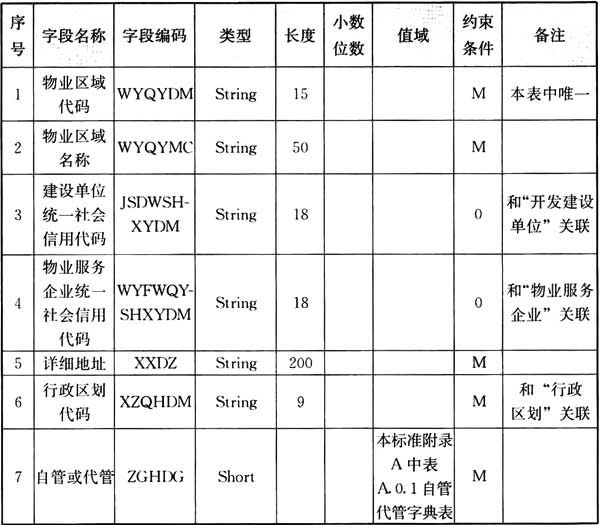 序号 字段名称 字段编码 类型 长度 小数位数 值域 约束条件 备注
1 物业区域代码 WYQYDM String 15 M 本表中唯一
2 物业区域名称 WYQYMC String 50 M
3 建设单位统一社会信用代码 JSDWSH-XYDM String 18 0 和“开发建设单位”关联
4 物业服务企业统一社会信用代码 WYFWQY-SHXYDM String 18 0 和“物业服务企业”关联
5 详细地址 XXDZ String 200 M
6 行政区划代码 XZQHDM String 9 M 和“行政区划”关联
7 自管或代管 ZGHDG Short 本标准附录A中表A.0.1自管代管字典表 M